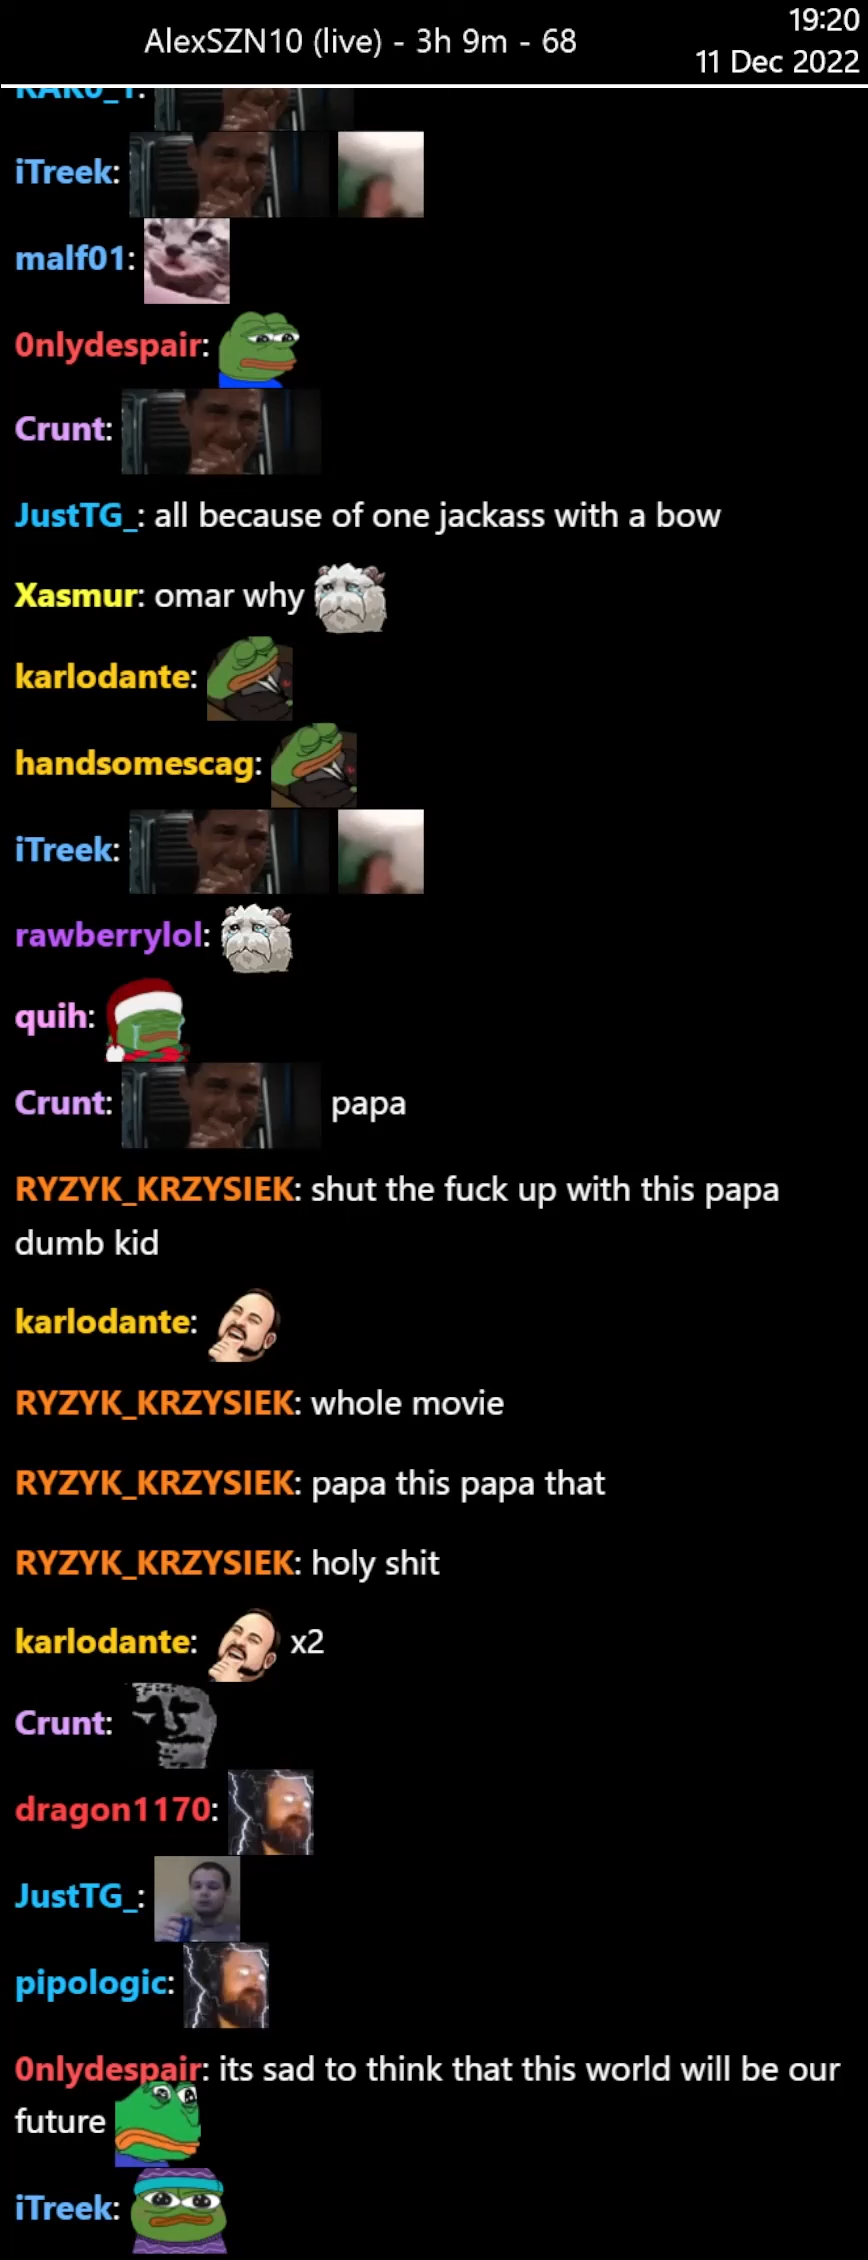 19:20
AlexSZN10 (live) - 3h 9m - 68
11 Dec 2022
iTreek:
malf01:
0nlydespair:
Crunt:
JustTG_: all because of one jackass with a bow
Xasmur: omar why
karlodante:
handsomescag:
iTreek:
rawberrylol:
quih:
Crunt: papa
RYZYK_KRZYSIEK: shut the fuck up with this papa
dumb kid
karlodante:
RYZYK_KRZYSIEK: whole movie
RYZYK_KRZYSIEK: papa this papa that
RYZYK_KRZYSIEK: holy shit
karlodante: x2
Crunt:
dragon1170:
JustTG_:
pipologic:
0nlydespair: its sad to think that this world will be our
future
iTreek: